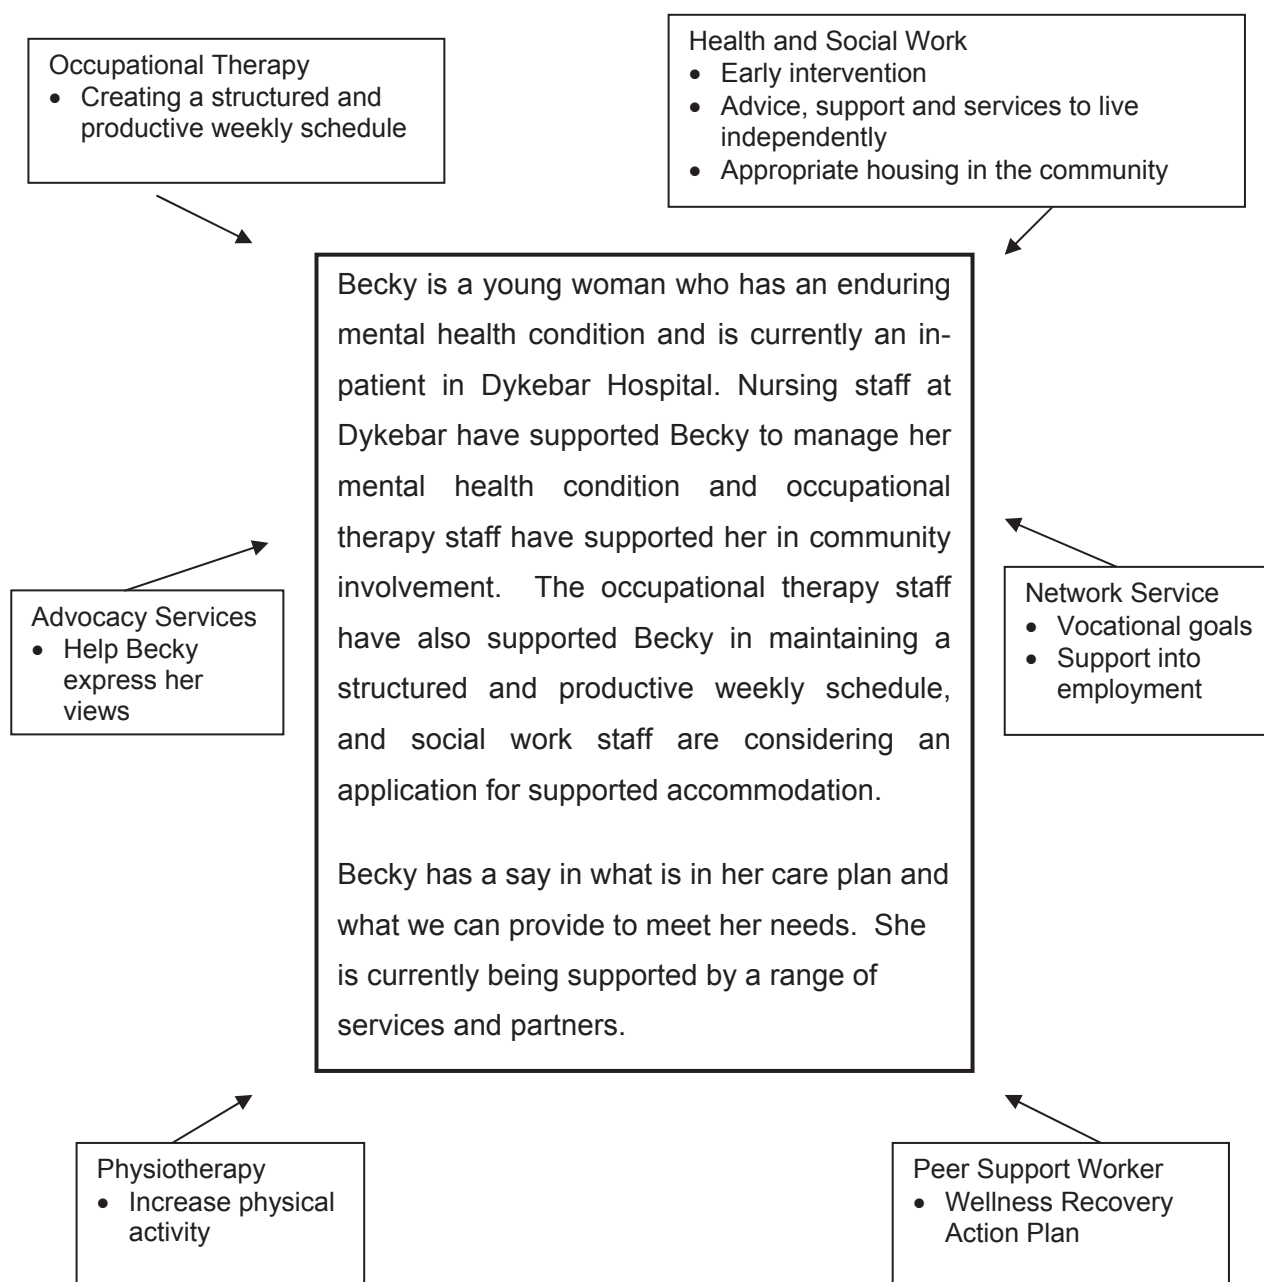 Occupational Therapy
• Creating a structured and
productive weekly schedule
Health and Social Work
• Early intervention
• Advice, support and services to live
independently
• Appropriate housing in the community
Becky is a young woman who has an enduring
mental health condition and is currently an in-
patient in Dykebar Hospital. Nursing staff at
Dykebar have supported Becky to manage her
mental health condition and occupational
therapy staff have supported her in community
involvement. The occupational therapy staff
have also supported Becky in maintaining a
structured and productive weekly schedule,
and social work staff are considering an
application for supported accommodation.
Becky has a say in what is in her care plan and
what we can provide to meet her needs. She
is currently being supported by a range of
services and partners.
Advocacy Services
• Help Becky
express her
views
Network Service
• Vocational goals
• Support into
employment
Physiotherapy
• Increase physical
activity
Peer Support Worker
• Wellness Recovery
Action Plan